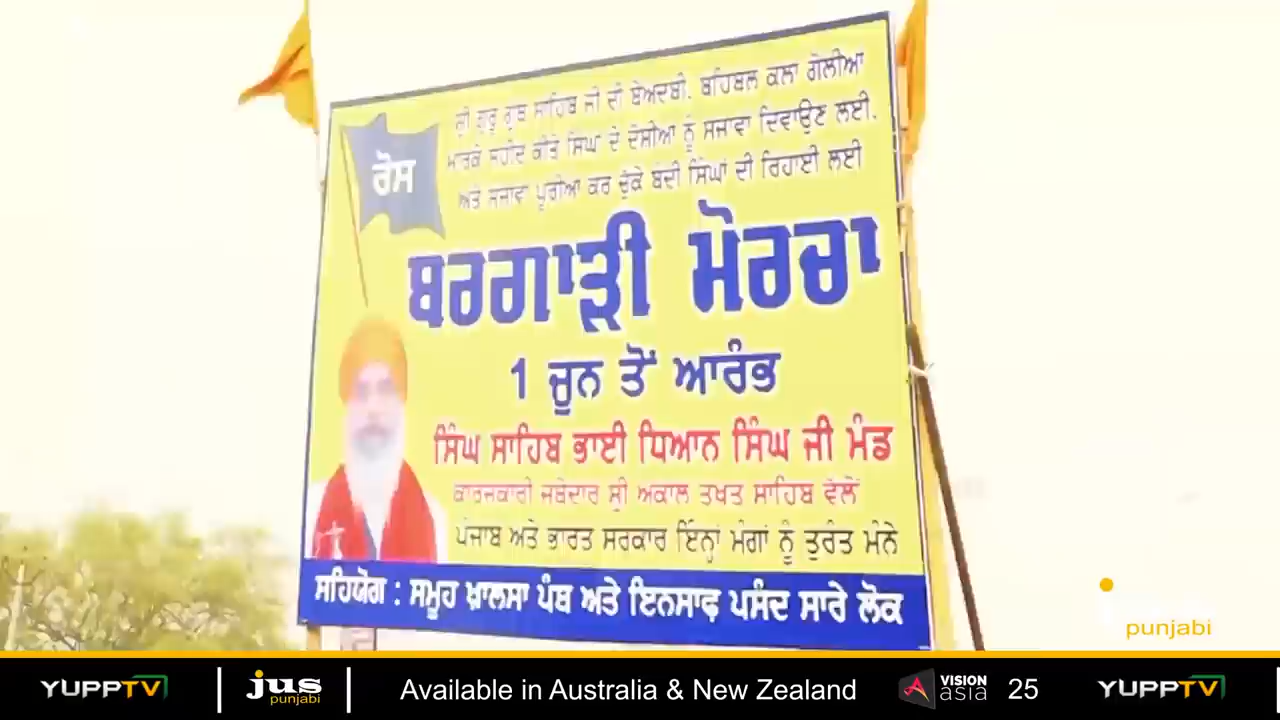 ਸ੍ਰੀ ਗੁਰੂ ਗ੍ਰੰਥ ਸਾਹਿਬ ਜੀ ਦੀ ਬੇਅਦਬੀ. ਬਹਿਬਲ ਕਲਾ ਗੋਲੀਆ
ਮਾਰਕੇ ਸਹੀਦ ਕੀਤੇ ਸਿੰਘ ਦੇ ਦੋਸੀਆ ਨੂੰ ਸਜਾਵਾ ਦਿਵਾਉਣ ਲਈ.
ਅਤੇ ਸਜਾਵਾ ਪੂਰੀਆ ਕਰ ਚੁੱਕੇ ਬੰਦੀ ਸਿੰਘਾਂ ਦੀ ਰਿਹਾਈ ਲਈ
ਰੋਸ
ਬਰਗਾੜੀ ਮੋਰਚਾ
1 ਜੂਨ ਤੋਂ ਆਰੰਭ
ਸਿੰਘ ਸਾਹਿਬ ਭਾਈ ਧਿਆਨ ਸਿੰਘ ਜੀ ਮੰਡ
ਕਾਰਜਕਾਰੀ ਜਥੇਦਾਰ ਸ੍ਰੀ ਅਕਾਲ ਤਖਤ ਸਾਹਿਬ ਵੱਲੋਂ
ਪੰਜਾਬ ਅਤੇ ਭਾਰਤ ਸਰਕਾਰ ਇੰਨ੍ਹਾਂ ਮੰਗਾਂ ਨੂੰ ਤੁਰੰਤ ਮੰਨੇ
ਸਹਿਯੋਗ : ਸਮੂਹ ਖ਼ਾਲਸਾ ਪੰਥ ਅਤੇ ਇਨਸਾਫ਼ ਪਸੰਦ ਸਾਰੇ ਲੋਕ
punjabi
YUPPTV jus punjabi Available in Australia & New Zealand VISION asia 25 YUPPTV